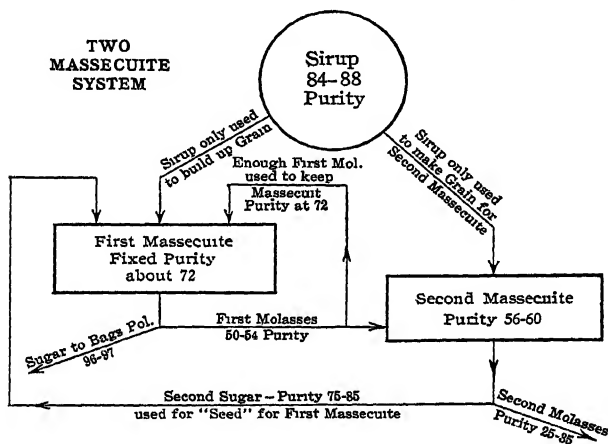 TWO
MASSECUITE
SYSTEM
Sirup
84-88
Purity
Sirup only used
to build up Grain
Sirup only used
to make Grain for
Second Massecuite
Enough First Mol.
used to keep
Massecuit
Purity at 72
First Massecuite
Fixed Purity
about 72
Second Massecuite
Purity 56-60
First Molasses
50-54 Purity
Sugar to Bags Pol.
96-97
Second Sugar - Purity 75-85
used for "Seed" for First Massecuite
Second Molasses
Purity 25-35